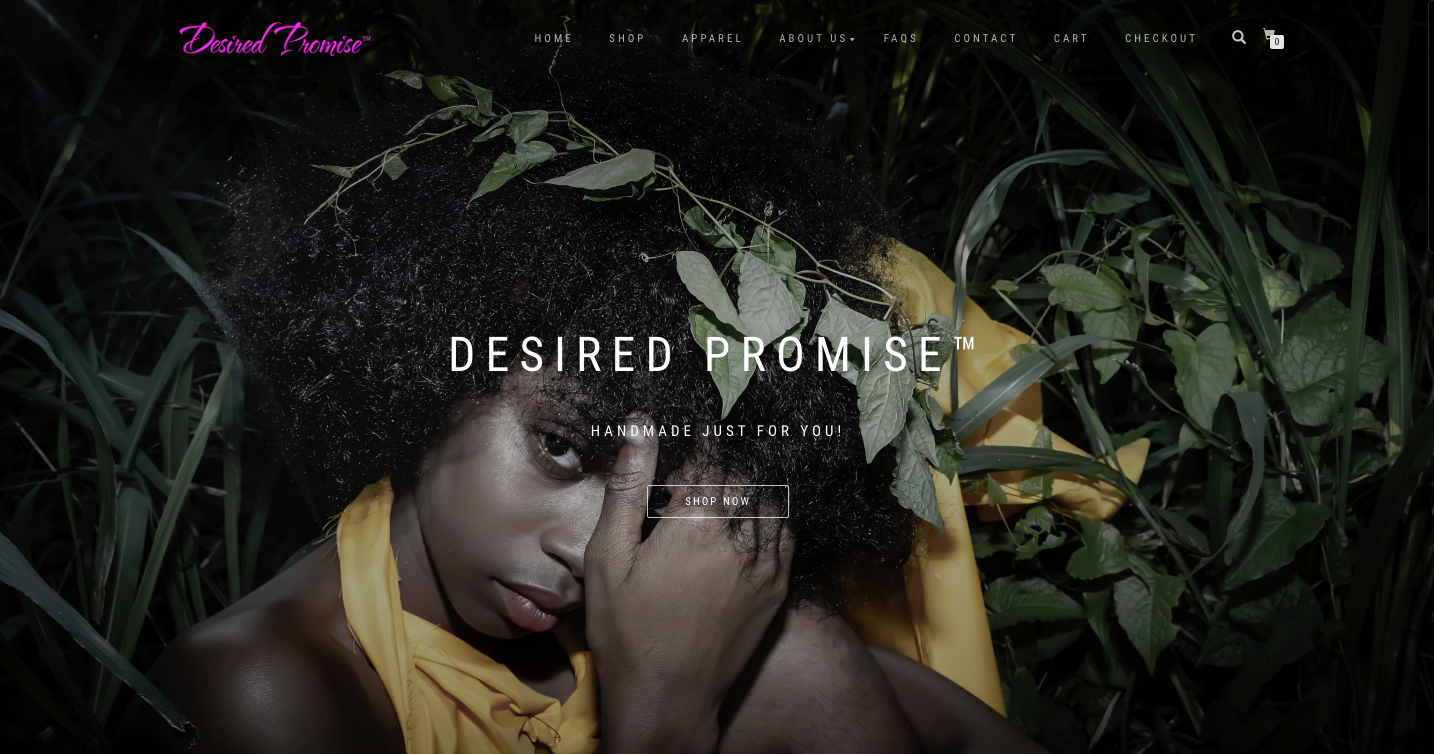 Desired Promise™
HOME SHOP APPAREL ABOUT US FAQS CONTACT CART CHECKOUT 0
DESIRED PROMISE™
HANDMADE JUST FOR YOU!
SHOP NOW